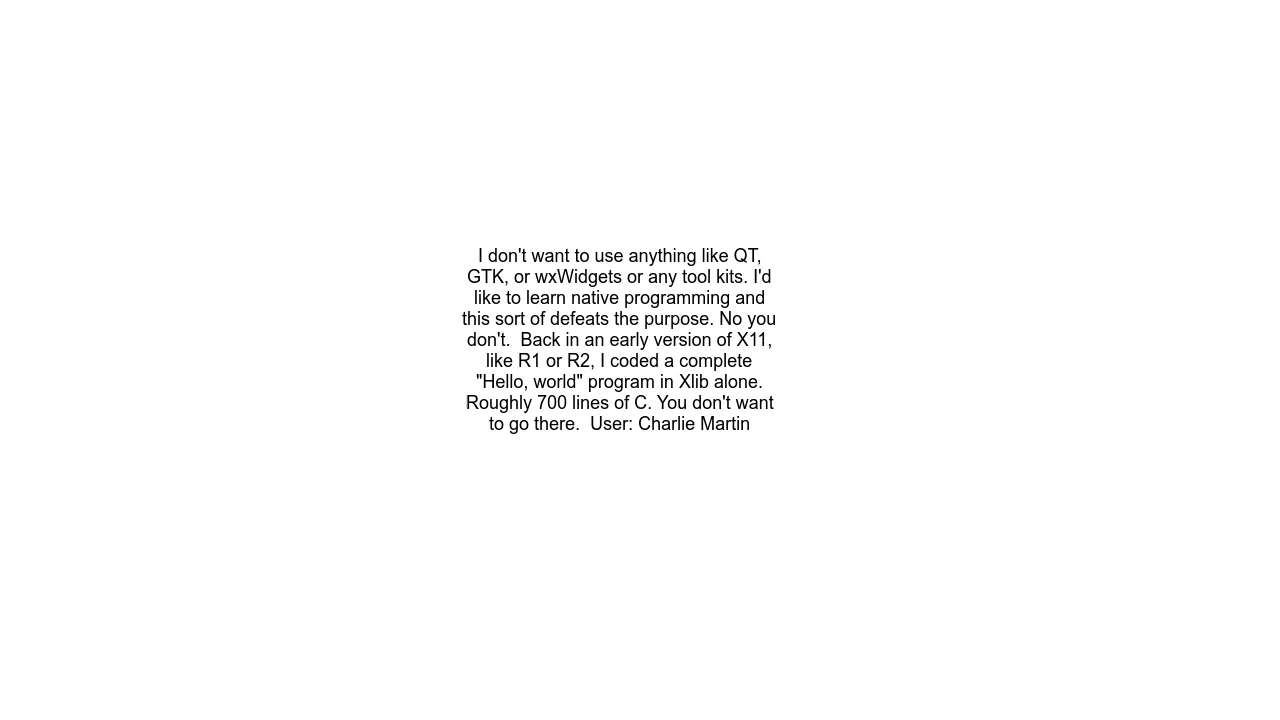 I don't want to use anything like QT,
GTK, or wxWidgets or any tool kits. I'd
like to learn native programming and
this sort of defeats the purpose. No you
don't.  Back in an early version of X11,
like R1 or R2, I coded a complete
"Hello, world" program in Xlib alone.
Roughly 700 lines of C. You don't want
to go there.  User: Charlie Martin